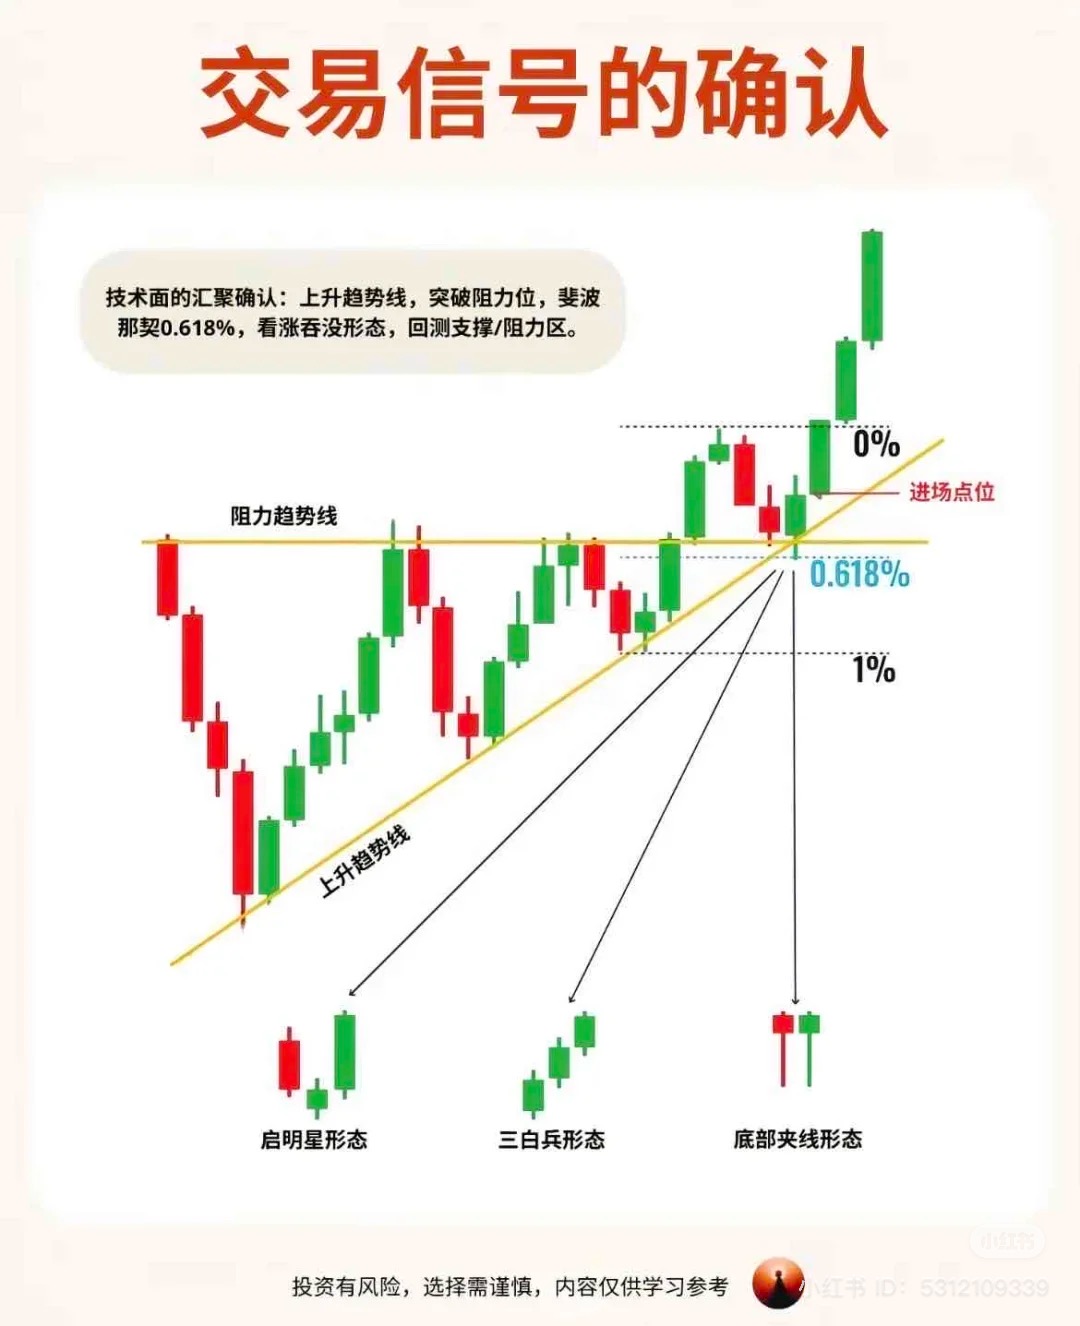 交易信号的确认
技术面的汇聚确认：上升趋势线，突破阻力位，斐波
那契0.618%，看涨吞没形态，回测支撑/阻力区。
0%
进场点位
阻力趋势线
0.618%
1%
上升趋势线
启明星形态
三白兵形态
底部夹线形态
小红书
投资有风险，选择需谨慎，内容仅供学习参考
小红书 ID：5312109339